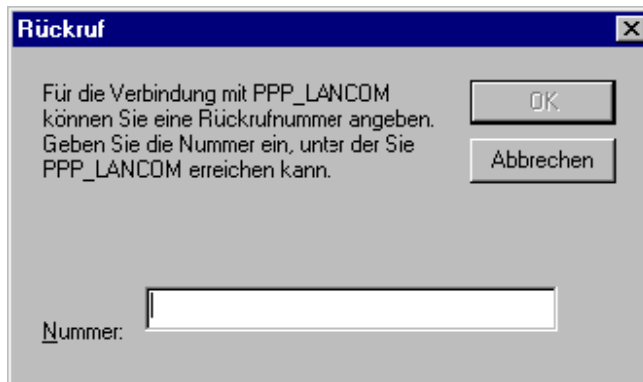 Rückruf
Für die Verbindung mit PPP_LANCOM
können Sie eine Rückrufnummer angeben.
Geben Sie die Nummer ein, unter der Sie
PPP_LANCOM erreichen kann.
OK
Abbrechen
Nummer: